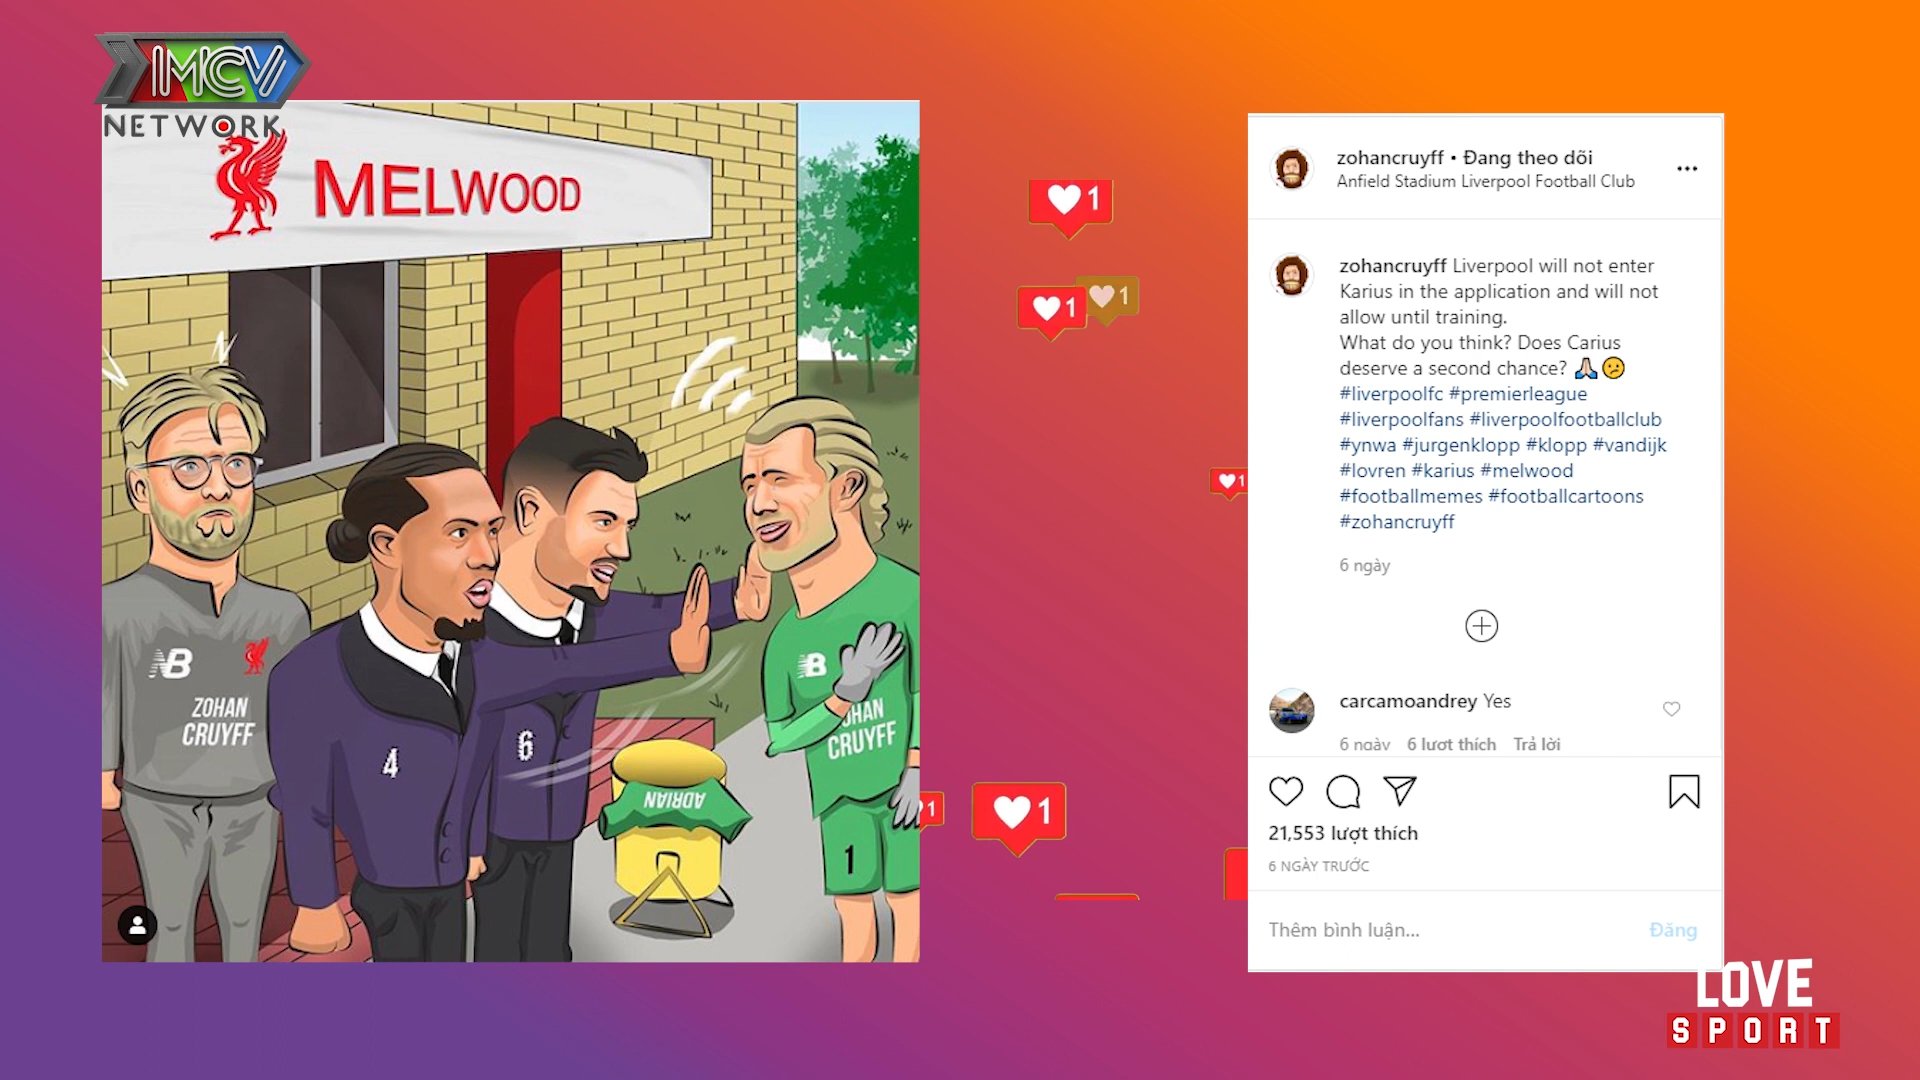 MCV
NETWORK
MELWOOD
NB
ZOHAN
CRUYFF
4
6
B
CRUYFF
ADRIAN
1
1
1
1
1
1
1
zohancruyff • Đang theo dõi
Anfield Stadium Liverpool Football Club
zohancruyff Liverpool will not enter
Karius in the application and will not
allow until training.
What do you think? Does Carius
deserve a second chance? 🙏🏻😕
#liverpoolfc #premierleague
#liverpoolfans #liverpoolfootballclub
#ynwa #jurgenklopp #klopp #vandijk
#lovren #karius #melwood
#footballmemes #footballcartoons
#zohancruyff
6 ngày
carcamoandrey Yes
6 ngày 6 lượt thích Trả lời
21,553 lượt thích
6 NGÀY TRƯỚC
Thêm bình luận... Đăng
LOVE
SPORT